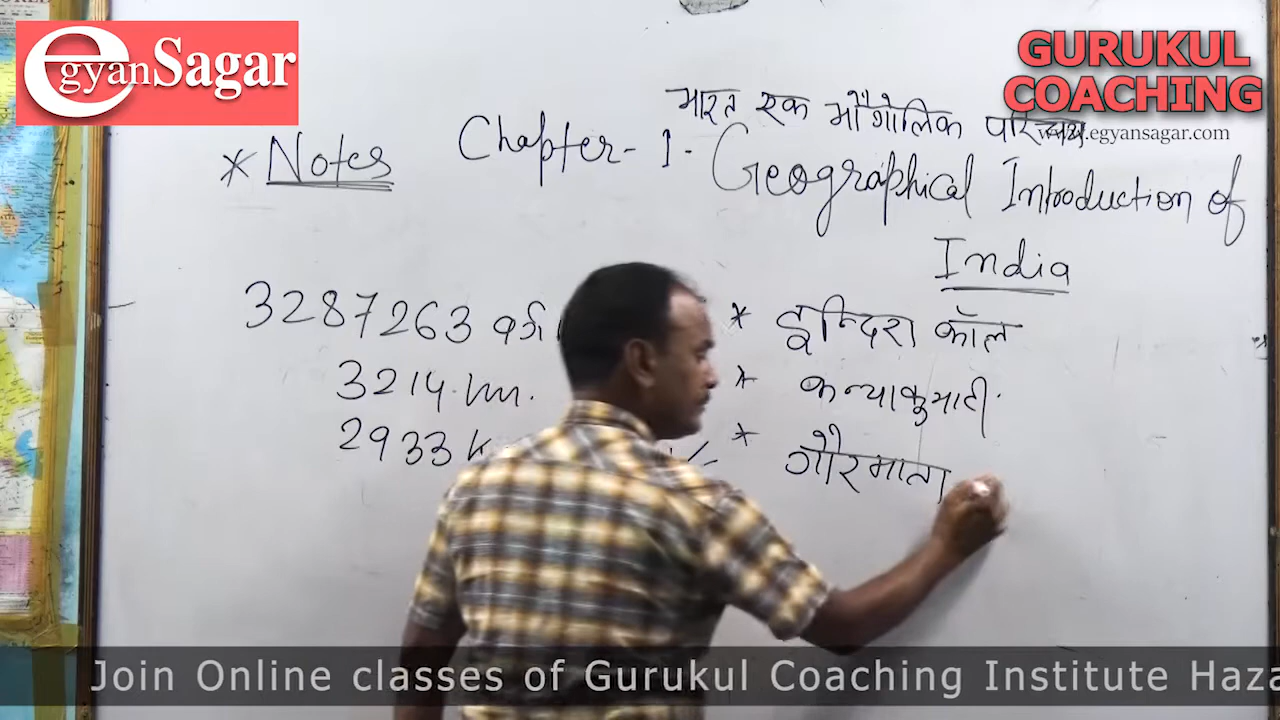 egyanSagar
GURUKUL
COACHING
www.egyansagar.com
भारत एक भौगोलिक परिचय
* Notes Chapter-1. Geographical Introduction of
India
3287263 वर्ग * इन्दिरा कॉल
3214 km. * कन्याकुमारी.
2933 k * गौरमाता
Join Online classes of Gurukul Coaching Institute Haza